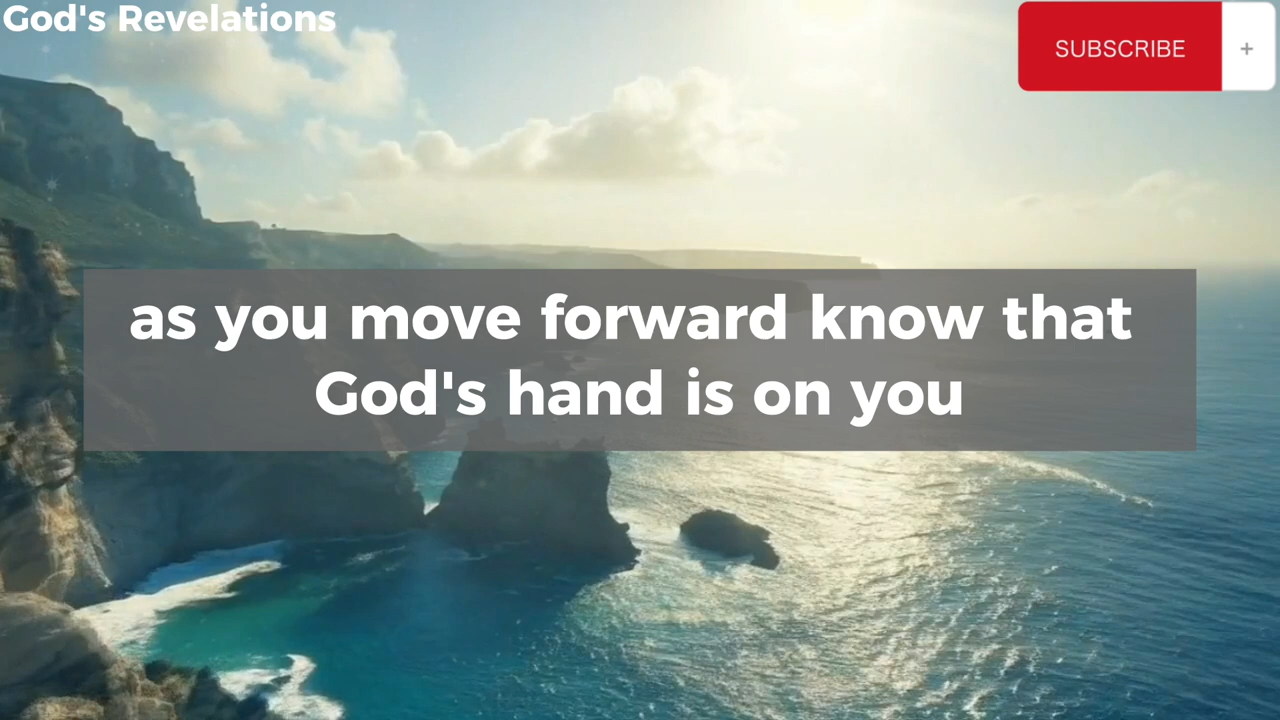 God's Revelations
SUBSCRIBE +
as you move forward know that
God's hand is on you